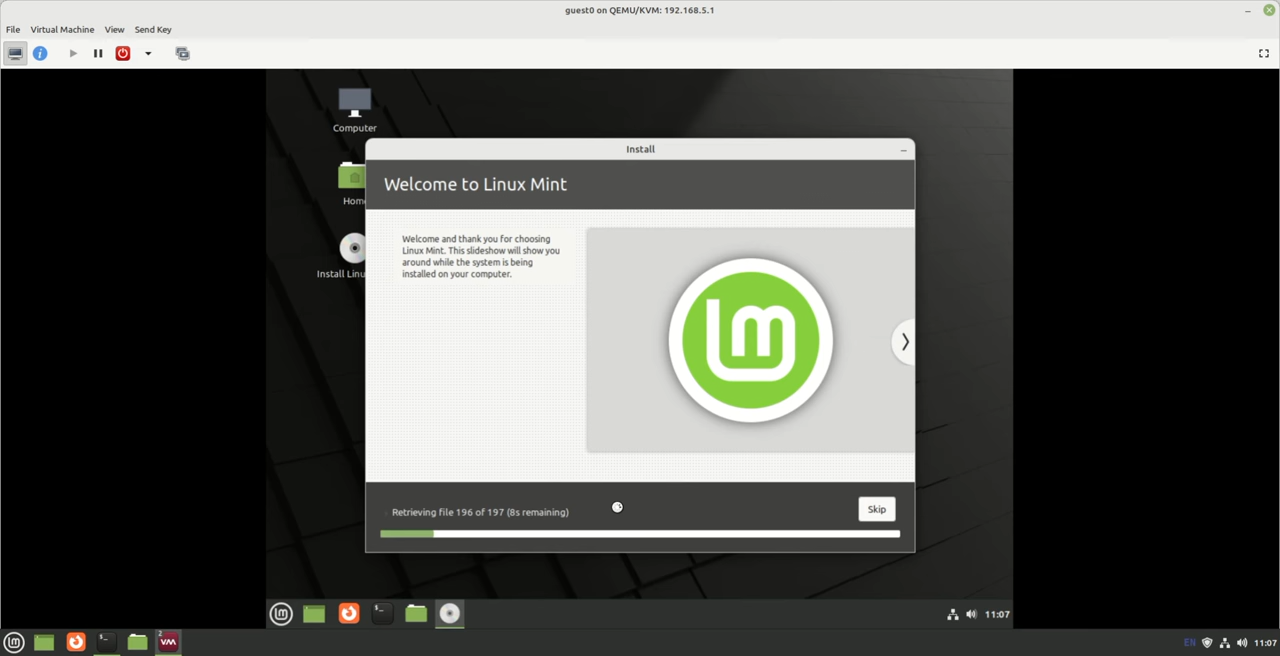 guest0 on QEMU/KVM: 192.168.5.1
File Virtual Machine View Send Key
Computer
Home
Install Linu
Install
Welcome to Linux Mint
Welcome and thank you for choosing
Linux Mint. This slideshow will show you
around while the system is being
installed on your computer.
Retrieving file 196 of 197 (8s remaining)
Skip
11:07
2
EN 11:07